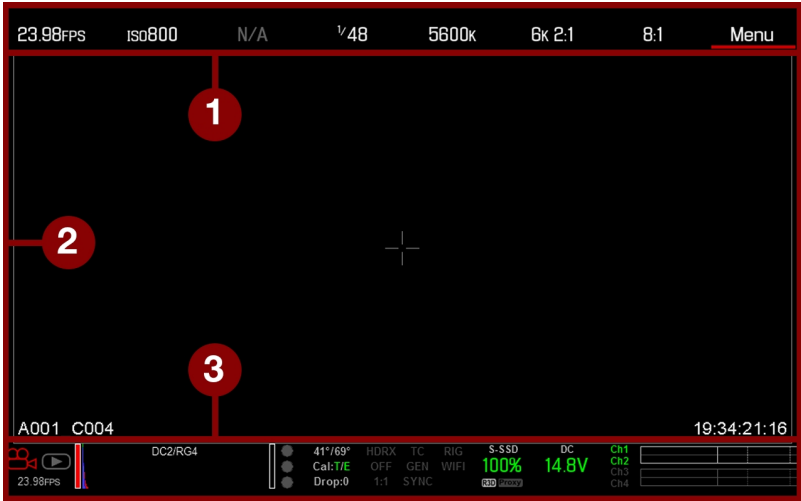 23.98FPS ISO800 N/A 1/48 5600K 6K 2:1 8:1 Menu
1
2
3
A001 C004 19:34:21:16
DC2/RG4 41°/69° HDRX TC RIG S-SSD DC Ch1
Cal:T/E OFF GEN WIFI 100% 14.8V Ch2
23.98FPS Drop:0 1:1 SYNC R3D Proxy Ch3
Ch4